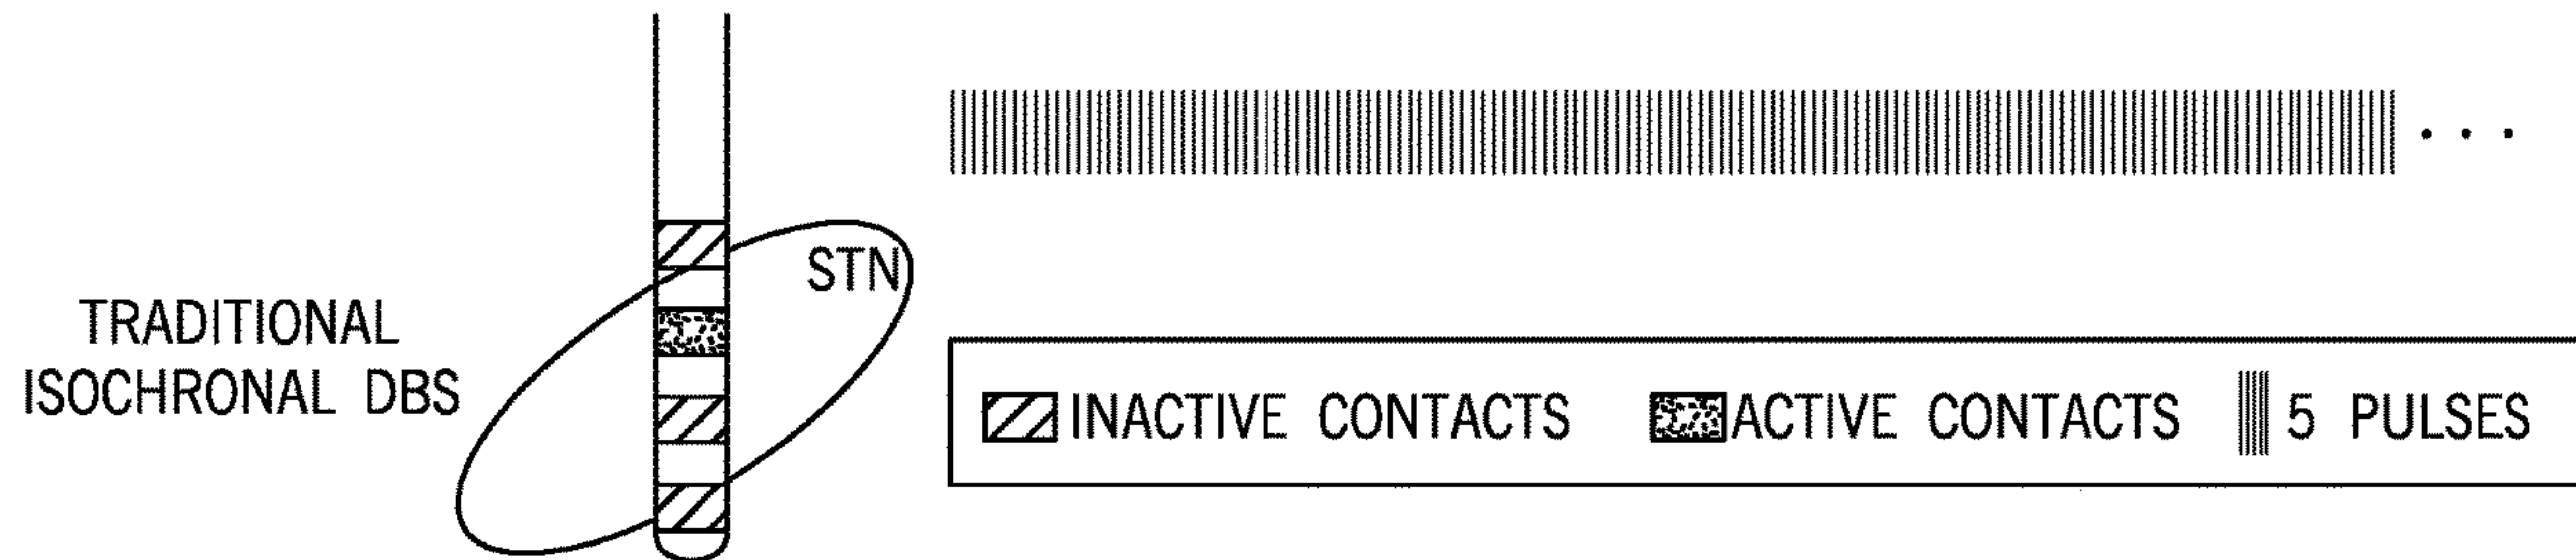 STN
TRADITIONAL
ISOCHRONAL DBS
INACTIVE CONTACTS ACTIVE CONTACTS 5 PULSES